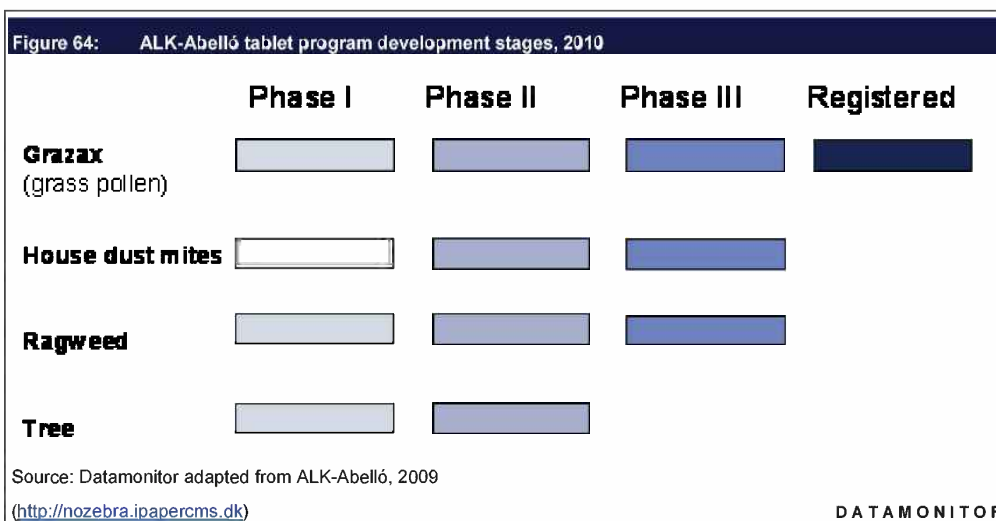 Figure 64: ALK-Abelló tablet program development stages, 2010
Phase I Phase II Phase III Registered
Grazax
(grass pollen)
House dust mites
Ragweed
Tree
Source: Datamonitor adapted from ALK-Abelló, 2009
(http://nozebra.ipapercms.dk)
DATAMONITOR